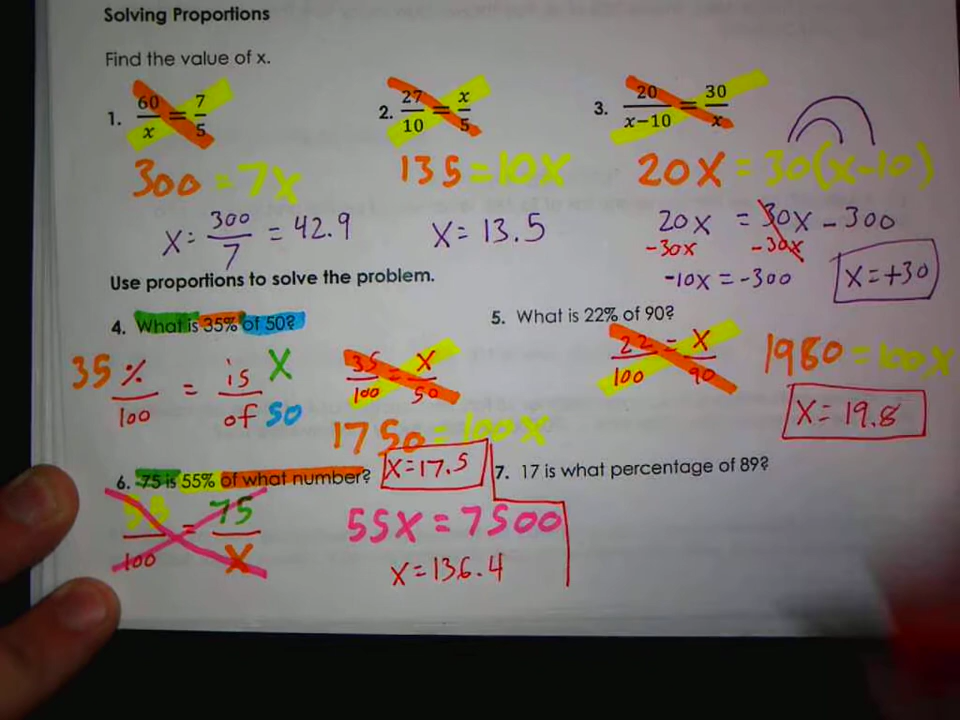 Solving Proportions
Find the value of x.
1. 60/x = 7/5
300 = 7x
x = 300/7 = 42.9
2. 27/10 = x/5
135 = 10x
x = 13.5
3. 20/x−10 = 30/x
20x = 30(x-10)
20x = 30x - 300
-30x -30x
-10x = -300
x = +30
Use proportions to solve the problem.
4. What is 35% of 50?
35 %/100 = is x/of 50
35/100 = x/50
1750 = 100x
x = 17.5
5. What is 22% of 90?
22/100 = x/90
1980 = 100x
x = 19.8
6. 75 is 55% of what number?
55/100 = 75/x
55x = 7500
x = 136.4
7. 17 is what percentage of 89?